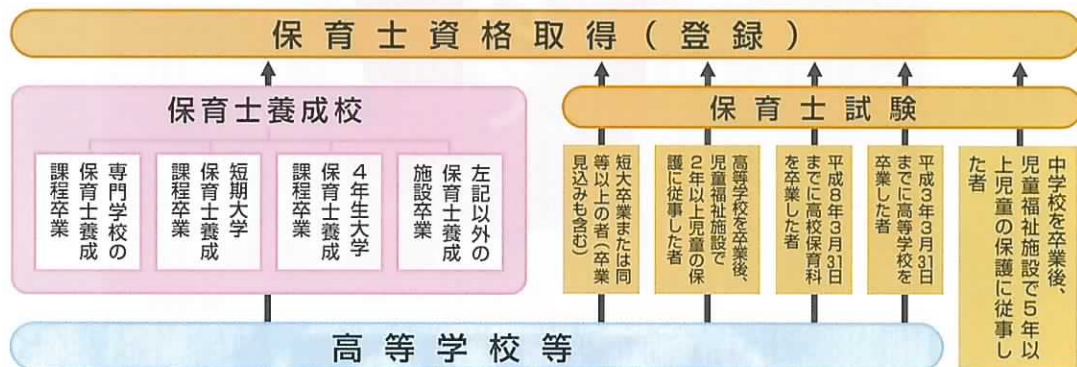 保育士資格取得(登録)
保育士養成校
専門学校の
保育士養成
課程卒業
短期大学
保育士養成
課程卒業
4年生大学
保育士養成
課程卒業
左記以外の
保育士養成
施設卒業
保育士試験
短大卒業または同
等以上の者(卒業
見込みも含む)
高等学校を卒業後、
児童福祉施設で
2年以上児童の保
護に従事した者
平成8年3月31日
までに高校保育科
を卒業した者
平成3年3月31日
までに高等学校を
卒業した者
中学校を卒業後、
児童福祉施設で5年以
上児童の保護に従事し
た者
高等学校等